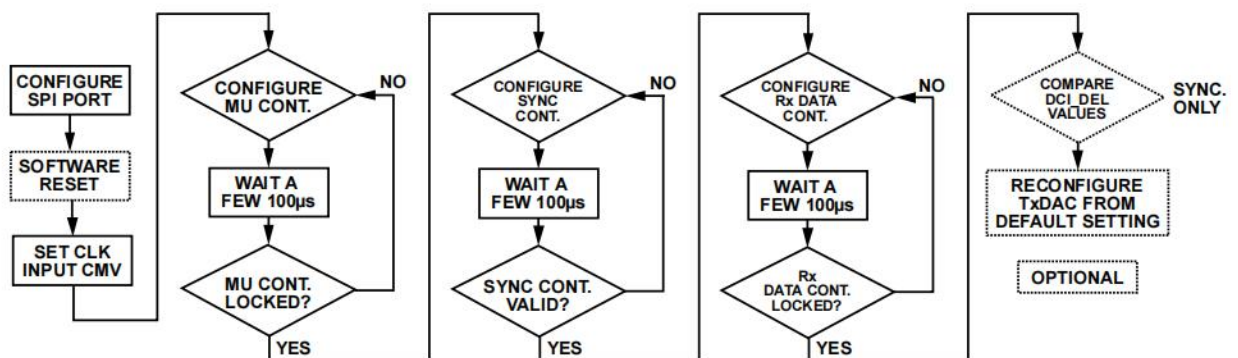 CONFIGURE
SPI PORT
SOFTWARE
RESET
SET CLK
INPUT CMV
CONFIGURE
MU CONT.
NO
WAIT A
FEW 100µs
MU CONT.
LOCKED?
YES
CONFIGURE
SYNC
CONT.
NO
WAIT A
FEW 100µs
SYNC CONT.
VALID?
YES
CONFIGURE
Rx DATA
CONT.
NO
WAIT A
FEW 100µs
Rx
DATA CONT.
LOCKED?
YES
COMPARE
DCI_DEL
VALUES
SYNC.
ONLY
RECONFIGURE
TxDAC FROM
DEFAULT SETTING
OPTIONAL